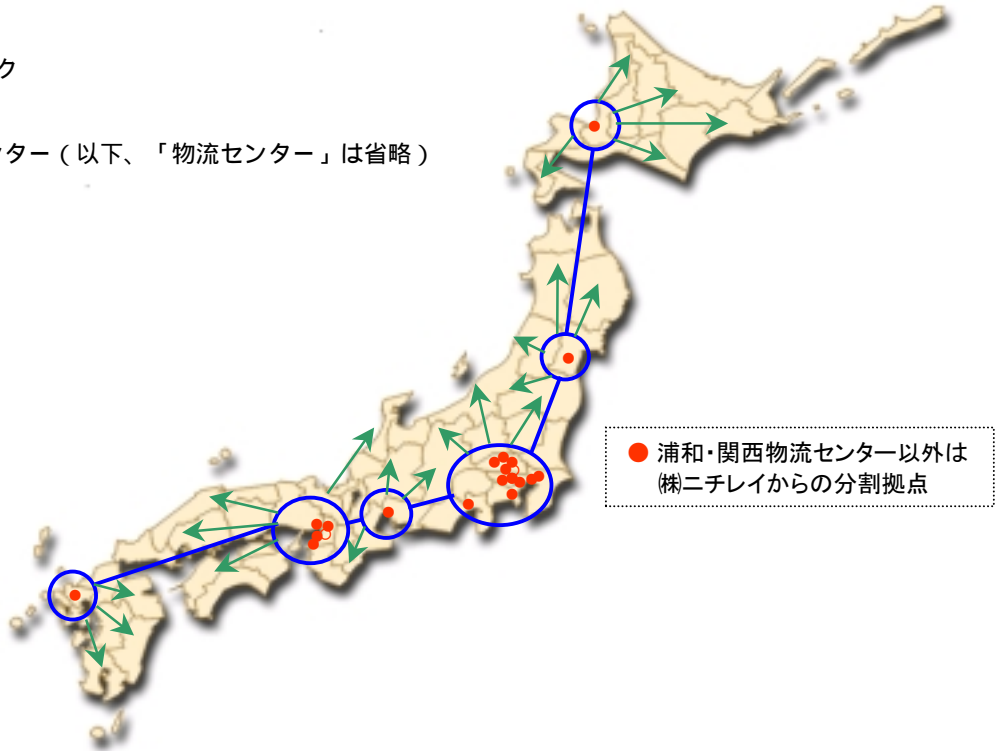 ク
ンター（以下、「物流センター」は省略）
● 浦和・関西物流センター以外は
㈱ニチレイからの分割拠点